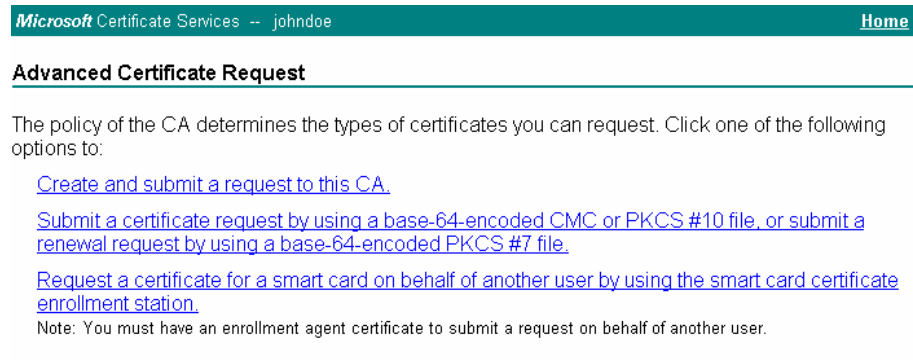 Microsoft Certificate Services -- johndoe Home
Advanced Certificate Request
The policy of the CA determines the types of certificates you can request. Click one of the following
options to:
Create and submit a request to this CA.
Submit a certificate request by using a base-64-encoded CMC or PKCS #10 file, or submit a
renewal request by using a base-64-encoded PKCS #7 file.
Request a certificate for a smart card on behalf of another user by using the smart card certificate
enrollment station.
Note: You must have an enrollment agent certificate to submit a request on behalf of another user.